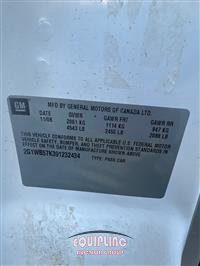 GM
MFD BY GENERAL MOTORS OF CANADA LTD.
DATE GVWR GAWR FRT GAWR RR
11/08 2061 KG 1114 KG 947 KG
4543 LB 2456 LB 2088 LB
THIS VEHICLE CONFORMS TO ALL APPLICABLE U.S. FEDERAL
MOTOR VEHICLE SAFETY, BUMPER, AND THEFT PREVENTION
STANDARDS IN EFFECT ON THE DATE OF MANUFACTURE SHOWN ABOVE.
2G1WB57K391232434 TYPE: PASS CAR
EQUIPLINC